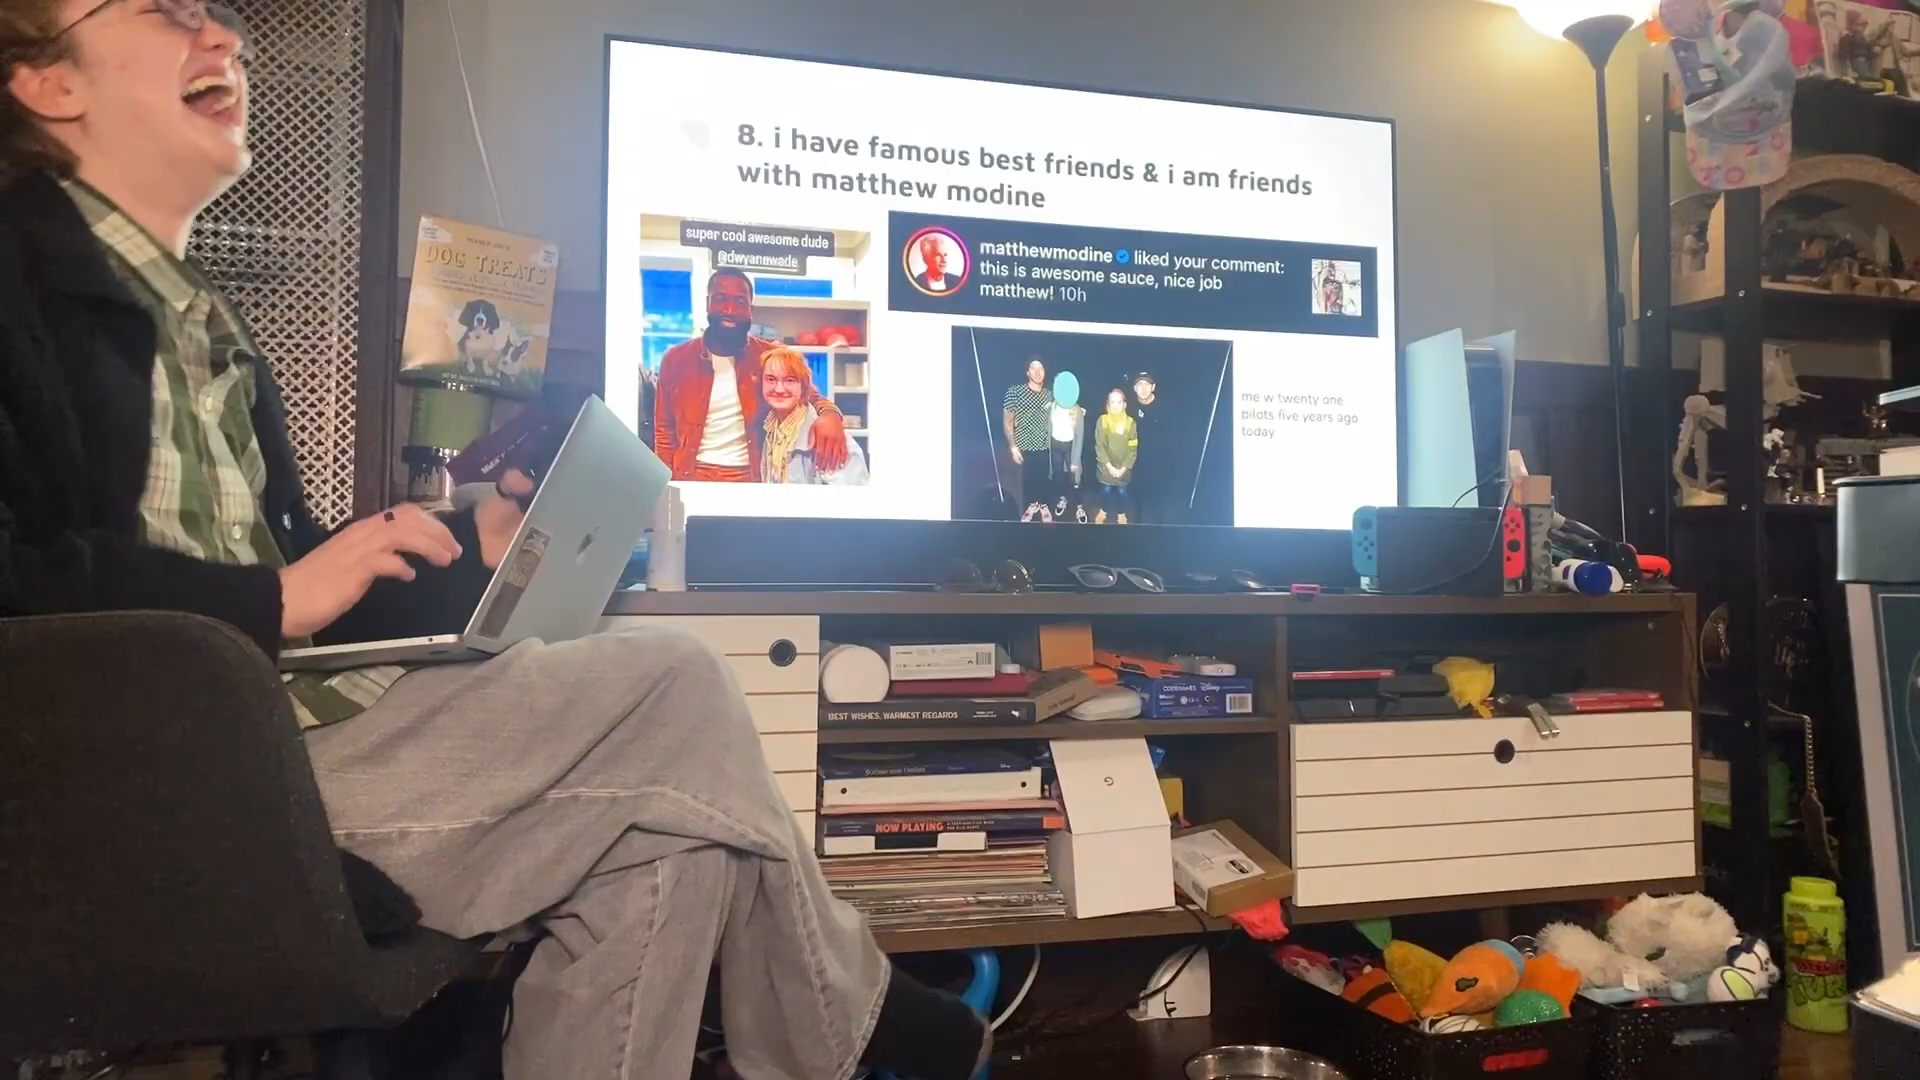 8. i have famous best friends & i am friends
with matthew modine
super cool awesome dude
@dwyanewade
matthewmodine liked your comment:
this is awesome sauce, nice job
matthew! 10h
me w twenty one
pilots five years ago
today
DOG TREATS
BEST WISHES, WARMEST REGARDS
CODENAMES Disney
NOW PLAYING